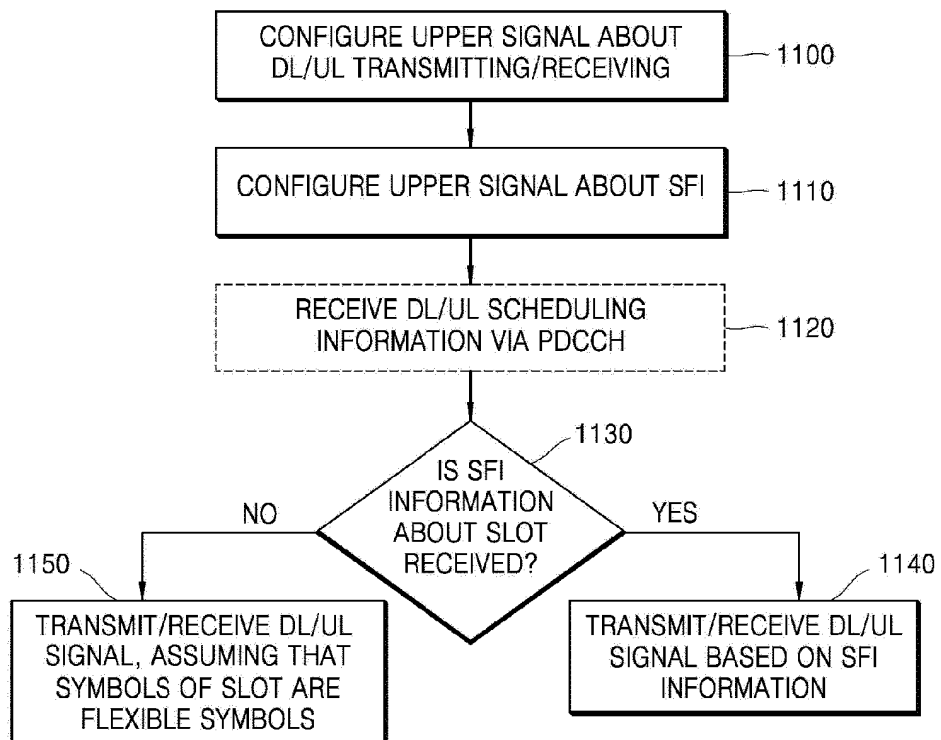 CONFIGURE UPPER SIGNAL ABOUT
DL/UL TRANSMITTING/RECEIVING
1100
CONFIGURE UPPER SIGNAL ABOUT SFI
1110
RECEIVE DL/UL SCHEDULING
INFORMATION VIA PDCCH
1120
1130
IS SFI
INFORMATION
ABOUT SLOT
RECEIVED?
NO
YES
1150
TRANSMIT/RECEIVE DL/UL
SIGNAL, ASSUMING THAT
SYMBOLS OF SLOT ARE
FLEXIBLE SYMBOLS
1140
TRANSMIT/RECEIVE DL/UL
SIGNAL BASED ON SFI
INFORMATION